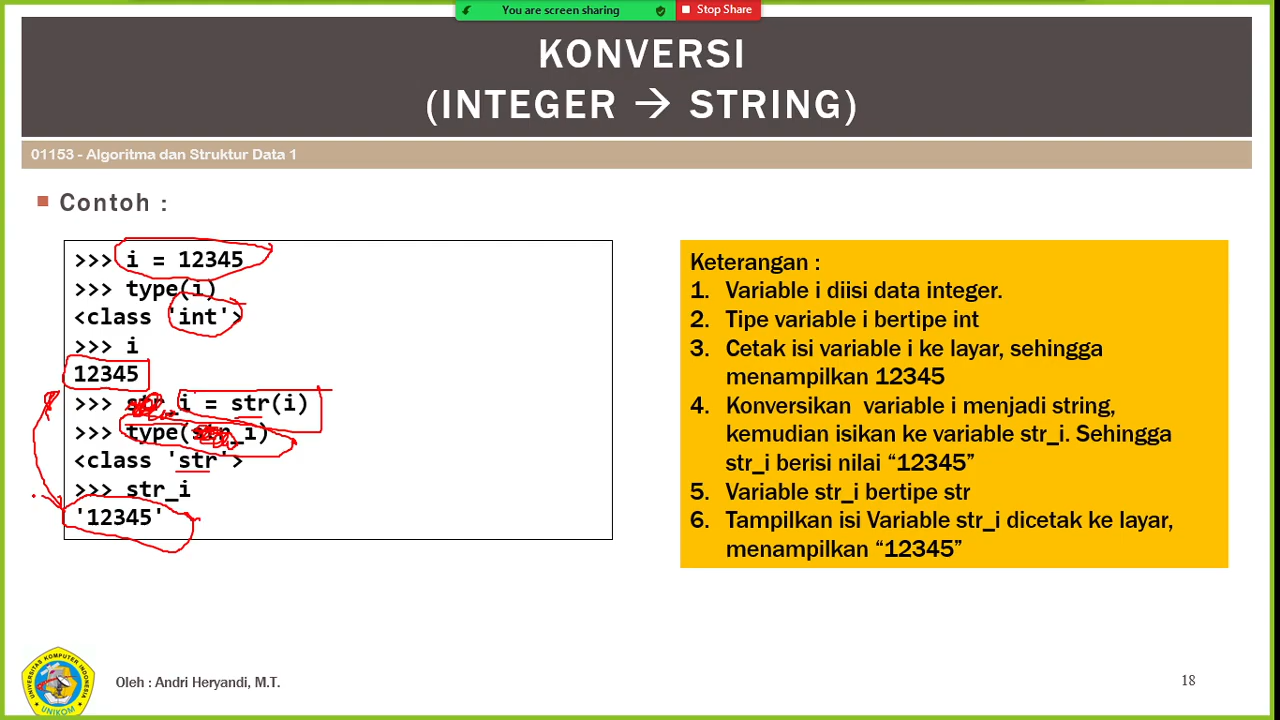 You are screen sharing
Stop Share
KONVERSI
(INTEGER → STRING)
01153 - Algoritma dan Struktur Data 1
Contoh :
>>> i = 12345
>>> type(i)
<class 'int'>
>>> i
12345
>>> str_i = str(i)
>>> type(str_i)
<class 'str'>
>>> str_i
'12345'
Keterangan :
1. Variable i diisi data integer.
2. Tipe variable i bertipe int
3. Cetak isi variable i ke layar, sehingga
menampilkan 12345
4. Konversikan variable i menjadi string,
kemudian isikan ke variable str_i. Sehingga
str_i berisi nilai “12345”
5. Variable str_i bertipe str
6. Tampilkan isi Variable str_i dicetak ke layar,
menampilkan “12345”
UNIVERSITAS KOMPUTER INDONESIA
UNIKOM
Oleh : Andri Heryandi, M.T.
18